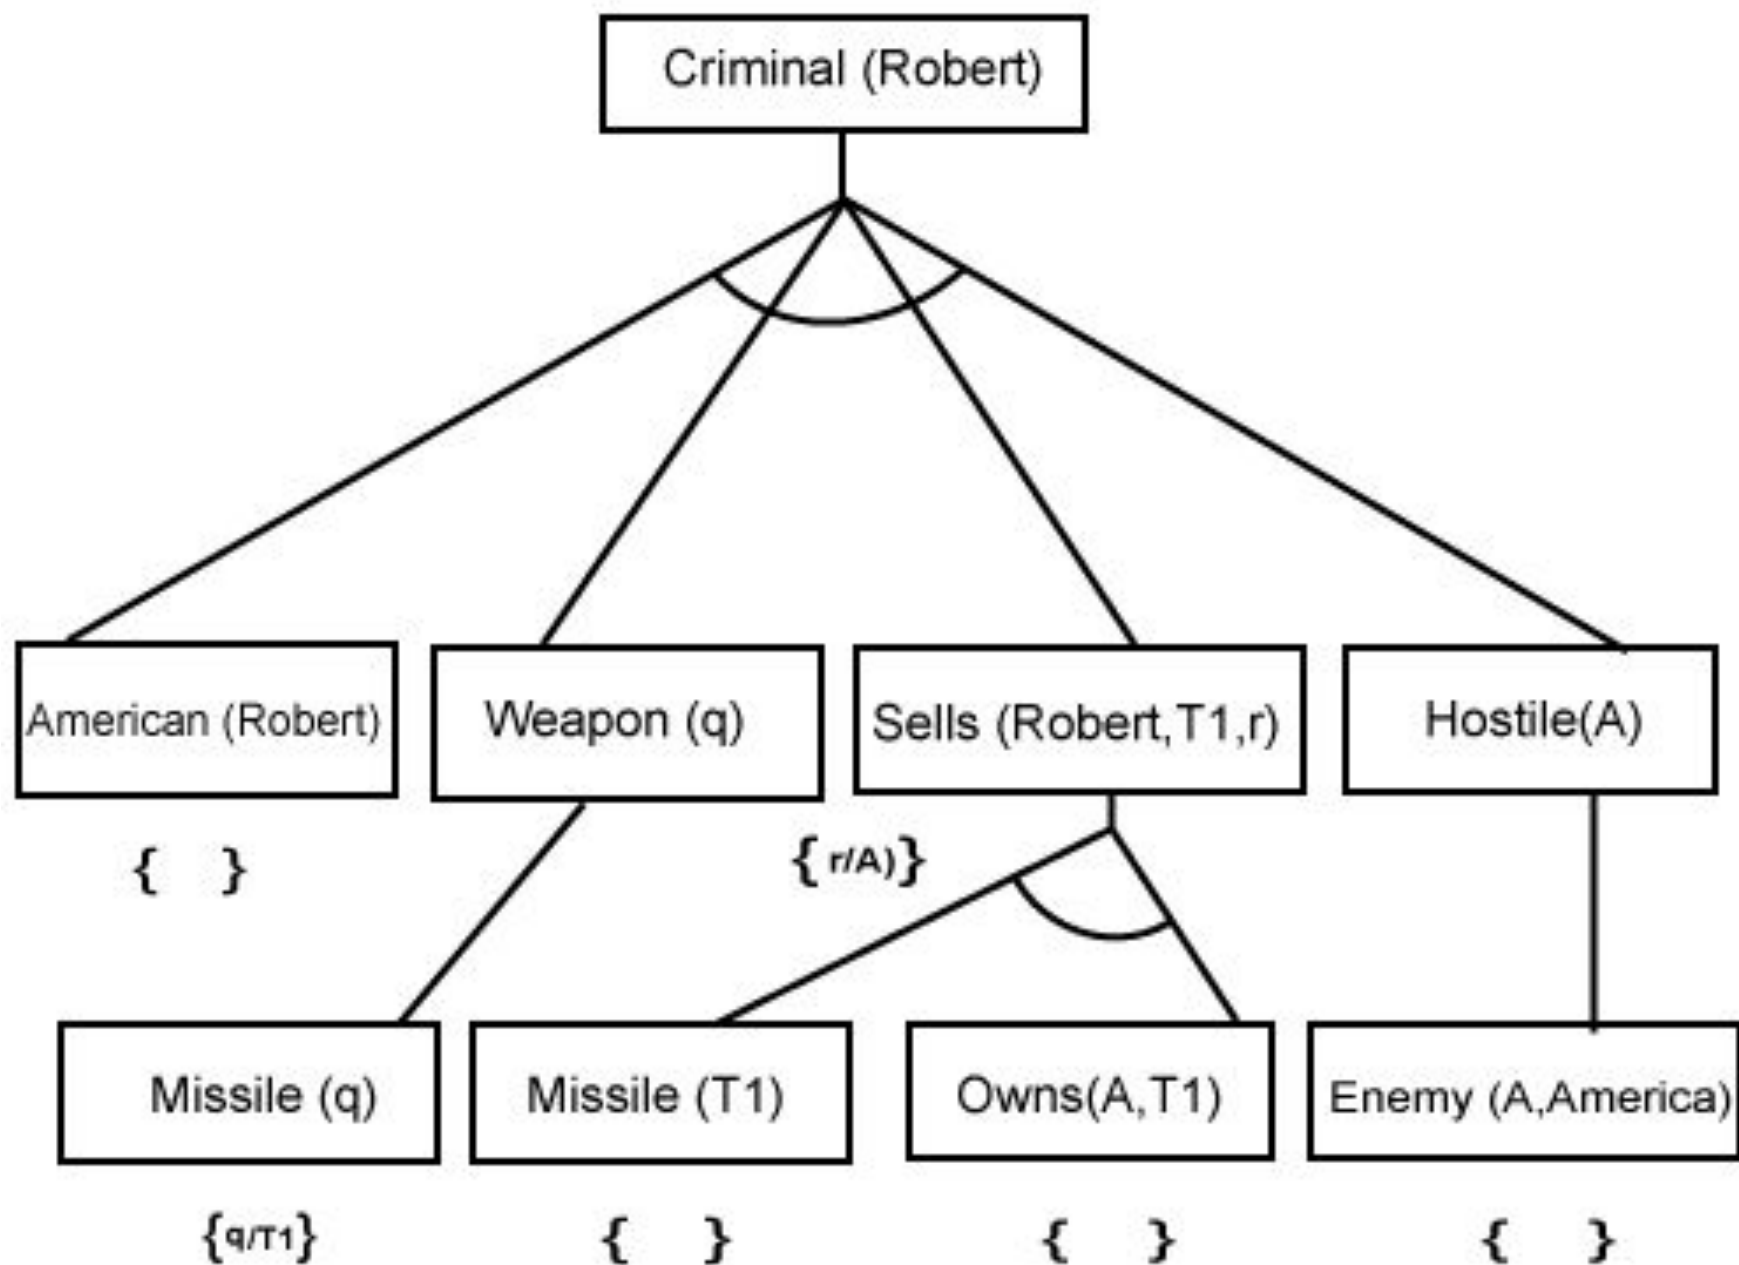 Criminal (Robert)
American (Robert)
Weapon (q)
Sells (Robert,T1,r)
Hostile(A)
{ }
{ r/A)}
Missile (q)
Missile (T1)
Owns(A,T1)
Enemy (A,America)
{q/T1}
{ }
{ }
{ }